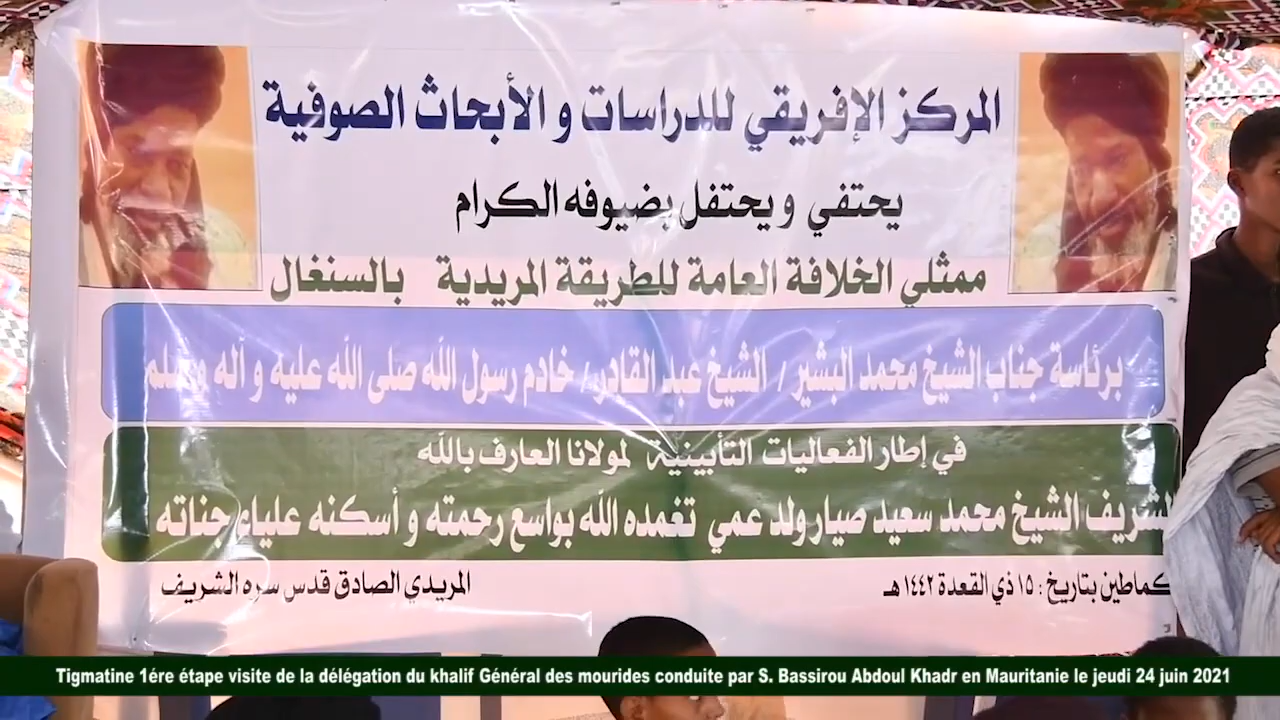 المركز الإفريقي للدراسات و الأبحاث الصوفية
يحتفي و يحتفل بضيوفه الكرام
ممثلي الخلافة العامة للطريقة المريدية بالسنغال
برئاسة جناب الشيخ محمد البشير / الشيخ عبد القادر / خادم رسول الله صلى الله عليه و آله وسلم
في إطار الفعاليات التأبينية لمولانا العارف بالله
الشريف الشيخ محمد سعيد صيار ولد عمي تغمده الله بواسع رحمته و أسكنه علياء جناته
كماطين بتاريخ : ١٥ ذي القعدة ١٤٤٢ هـ
المريدي الصادق قدس سره الشريف
Tigmatine 1ére étape visite de la délégation du khalif Général des mourides conduite par S. Bassirou Abdoul Khadr en Mauritanie le jeudi 24 juin 2021